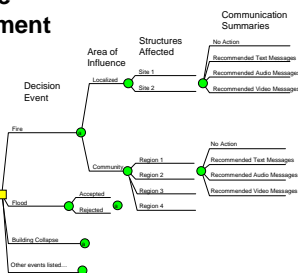 ment
Communication
Summaries
Structures
Affected
Area of
Influence
Decision
Event
No Action
Localized
Site 1
Recommended Text Messages
Recommended Audio Messages
Site 2
Recommended Video Messages
Fire
No Action
Community
Region 1
Recommended Text Messages
Region 2
Recommended Audio Messages
Region 3
Recommended Video Messages
Region 4
Flood
Accepted
Rejected
Building Collapse
Other events listed...